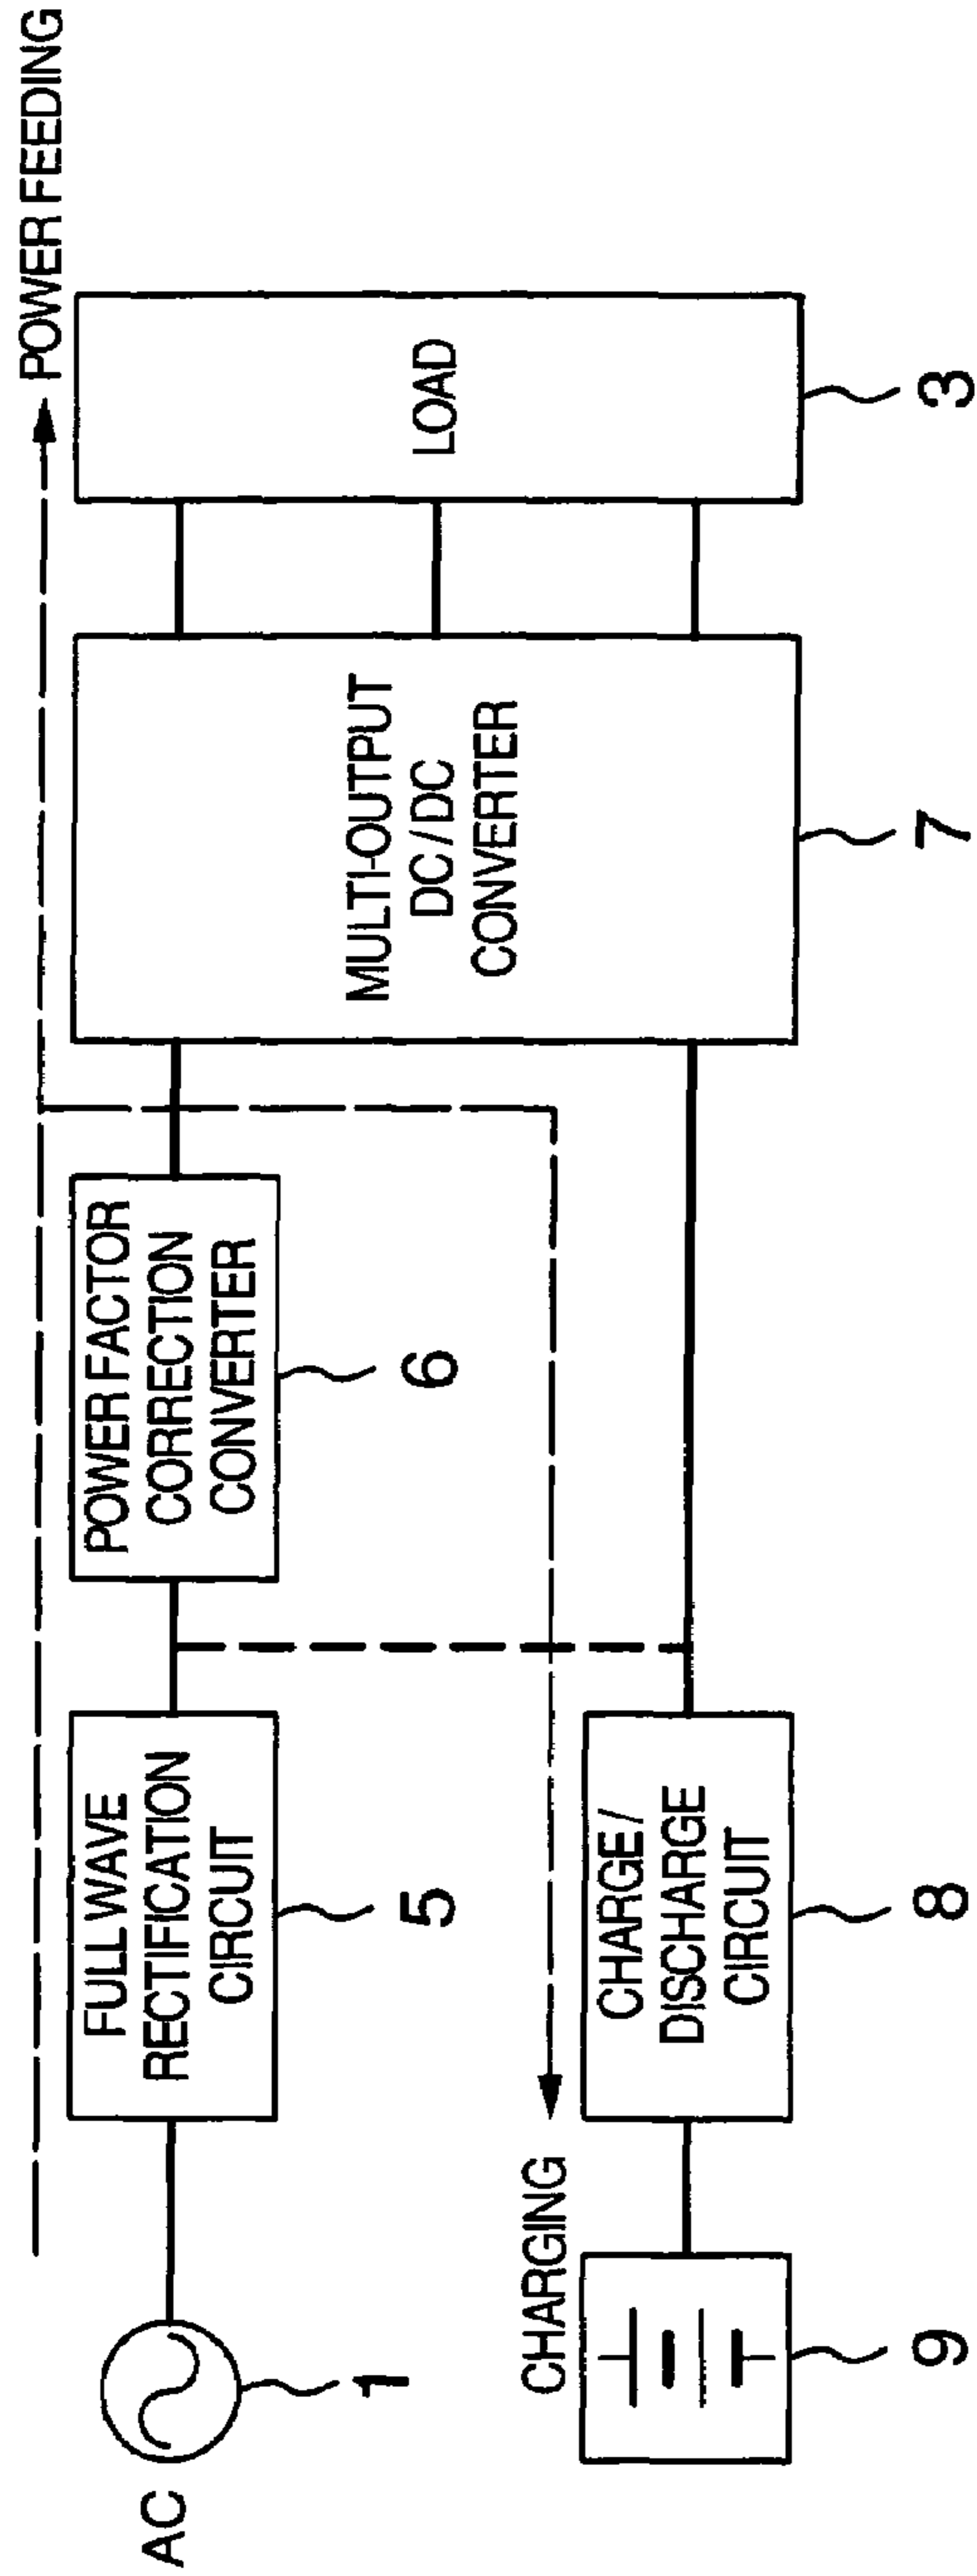 POWER FEEDING
AC
1
FULL WAVE
RECTIFICATION
CIRCUIT
5
POWER FACTOR
CORRECTION
CONVERTER
6
MULTI-OUTPUT
DC/DC
CONVERTER
7
LOAD
3
CHARGING
9
CHARGE/
DISCHARGE
CIRCUIT
8